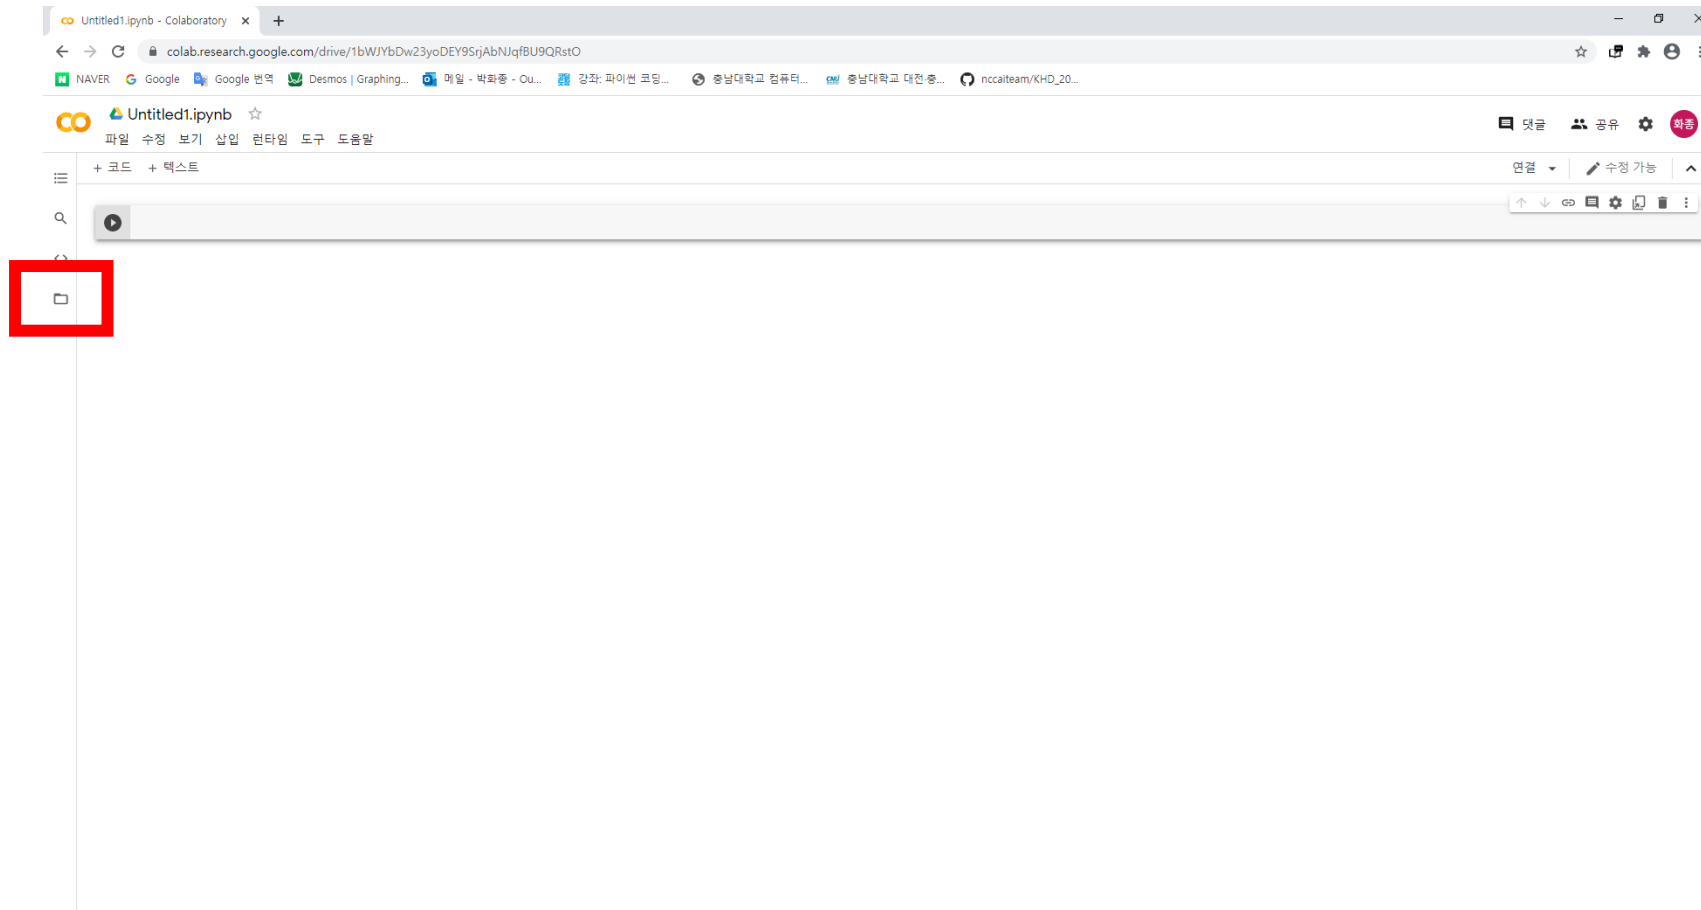 Untitled1.ipynb - Colaboratory
colab.research.google.com/drive/1bWJYbDw23yoDEY9SrjAbNJqfBU9QRstO
NAVER Google Google 번역 Desmos | Graphing... 메일 - 박화종 - Ou... 강좌: 파이썬 코딩... 충남대학교 컴퓨터... 충남대학교 대전·충... nccaiteam/KHD_20...
Untitled1.ipynb
댓글 공유 화종
파일 수정 보기 삽입 런타임 도구 도움말
+ 코드 + 텍스트 연결 수정 가능